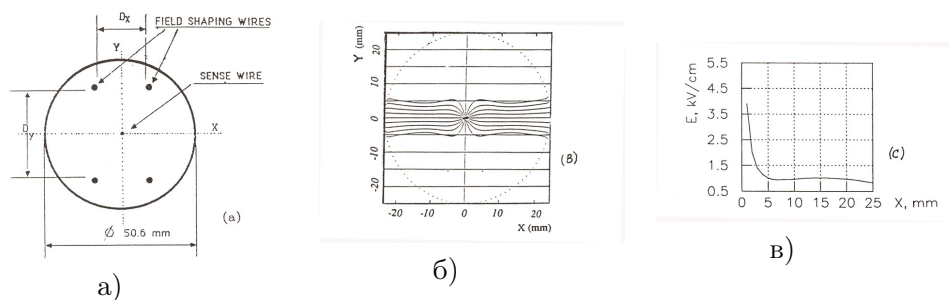 Dx
FIELD SHAPING WIRES
Y
SENSE WIRE
Dy
X
(a)
Ø 50.6 mm
а)
Y (mm)
20
10
0
-10
-20
-20 -10 0 10 20
X (mm)
(B)
б)
E, kV/cm
5.5
4.5
3.5
2.5
1.5
0.5
0 5 10 15 20 25
X, mm
(C)
в)